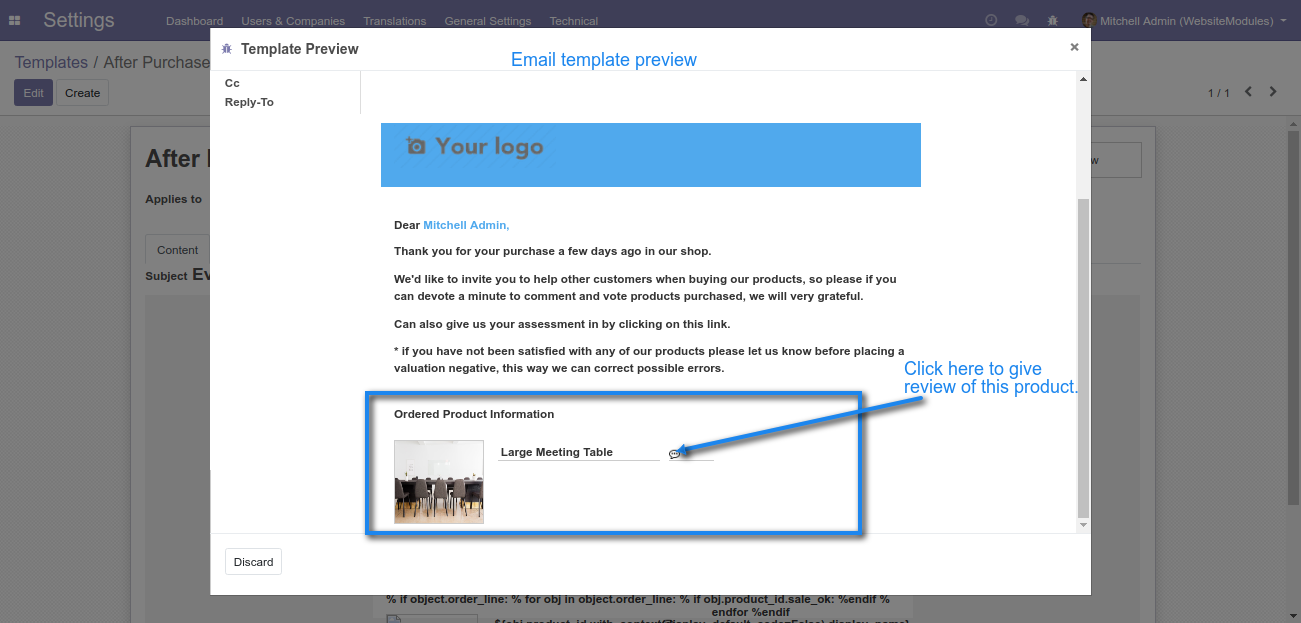 Settings
Dashboard Users & Companies Translations General Settings Technical
Mitchell Admin (WebsiteModules)
Templates / After Purchase
Edit Create
1 / 1
Template Preview
Email template preview
Cc
Reply-To
Your logo
Dear Mitchell Admin,
Thank you for your purchase a few days ago in our shop.
We'd like to invite you to help other customers when buying our products, so please if you
can devote a minute to comment and vote products purchased, we will very grateful.
Can also give us your assessment in by clicking on this link.
* if you have not been satisfied with any of our products please let us know before placing a
valuation negative, this way we can correct possible errors.
Click here to give
review of this product.
Ordered Product Information
Large Meeting Table
Discard
After
Applies to
Content
Subject Ev
% if object.order_line: % for obj in object.order_line: % if obj.product_id.sale_ok: %endif %
endfor %endif